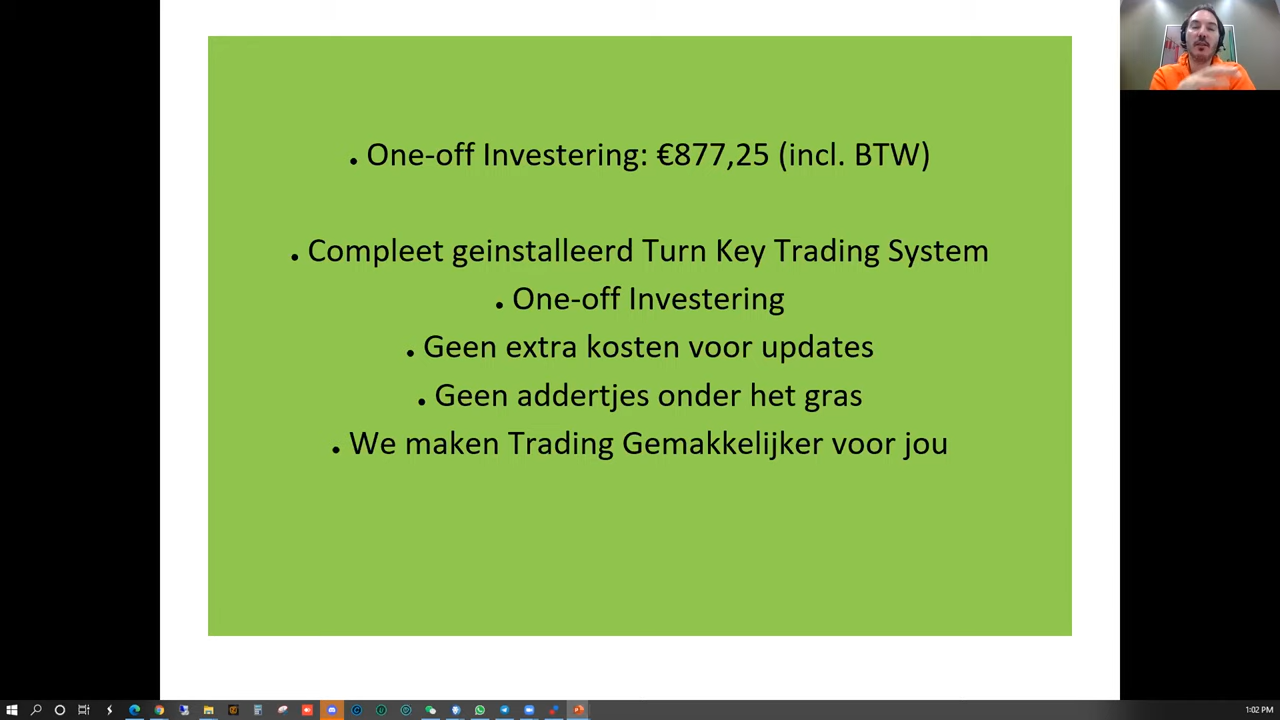 • One-off Investering: €877,25 (incl. BTW)
• Compleet geinstalleerd Turn Key Trading System
• One-off Investering
• Geen extra kosten voor updates
• Geen addertjes onder het gras
• We maken Trading Gemakkelijker voor jou
1:02 PM